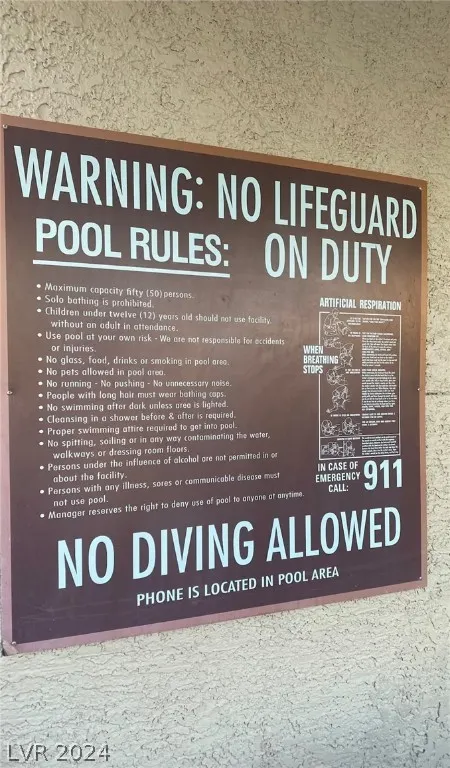 WARNING: NO LIFEGUARD
POOL RULES: ON DUTY
• Maximum capacity fifty (50) persons.
• Solo bathing is prohibited.
• Children under twelve (12) years old should not use facility.
without an adult in attendance.
• Use pool at your own risk - We are not responsible for accidents
or injuries.
• No glass, food, drinks or smoking in pool area.
• No pets allowed in pool area.
• No running - No pushing - No unnecessary noise.
• People with long hair must wear bathing caps.
• No swimming after dark unless area is lighted.
• Cleansing in a shower before & after is required.
• Proper swimming attire required to get into pool.
• No spitting, soiling or in any way contaminating the water,
walkways or dressing room floors.
• Persons under the influence of alcohol are not permitted in or
about the facility.
• Persons with any illness, sores or communicable disease must
not use pool.
• Manager reserves the right to deny use of pool to anyone at anytime.
ARTIFICIAL RESPIRATION
WHEN
BREATHING
STOPS
IN CASE OF
EMERGENCY
CALL: 911
NO DIVING ALLOWED
PHONE IS LOCATED IN POOL AREA
LVR 2024